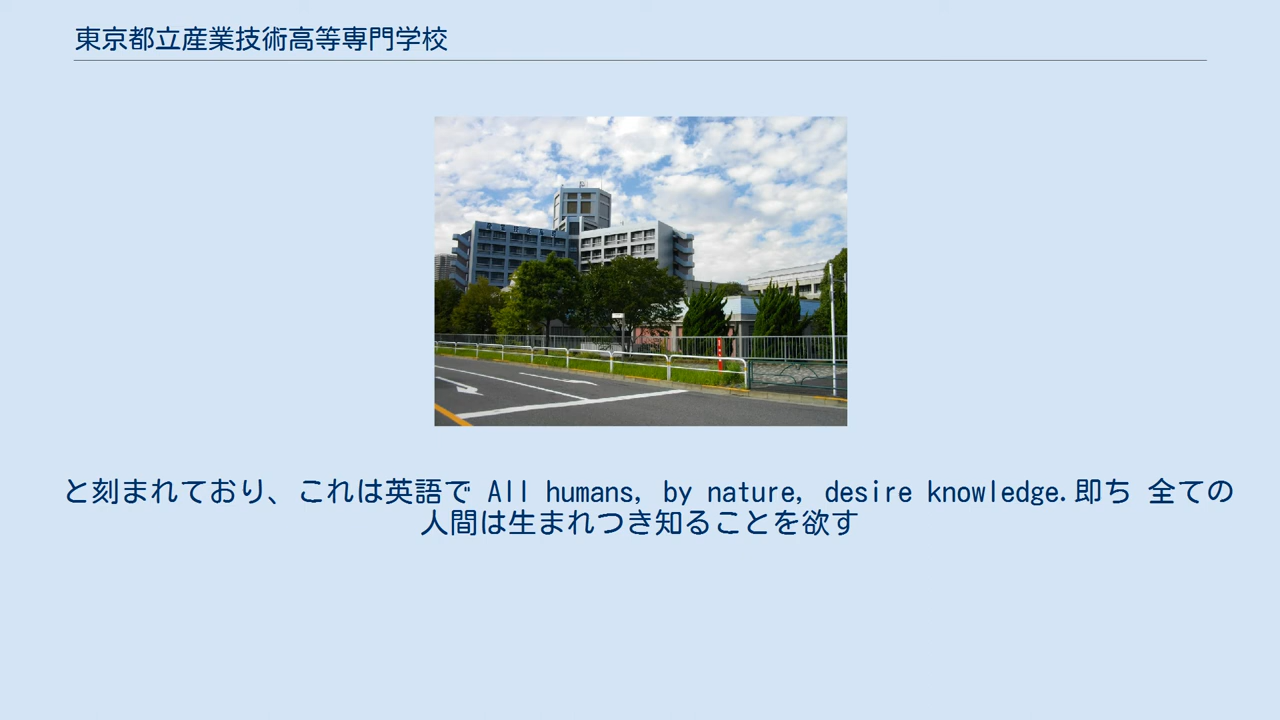 東京都立産業技術高等専門学校
と刻まれており、これは英語で All humans, by nature, desire knowledge.即ち 全ての
人間は生まれつき知ることを欲す